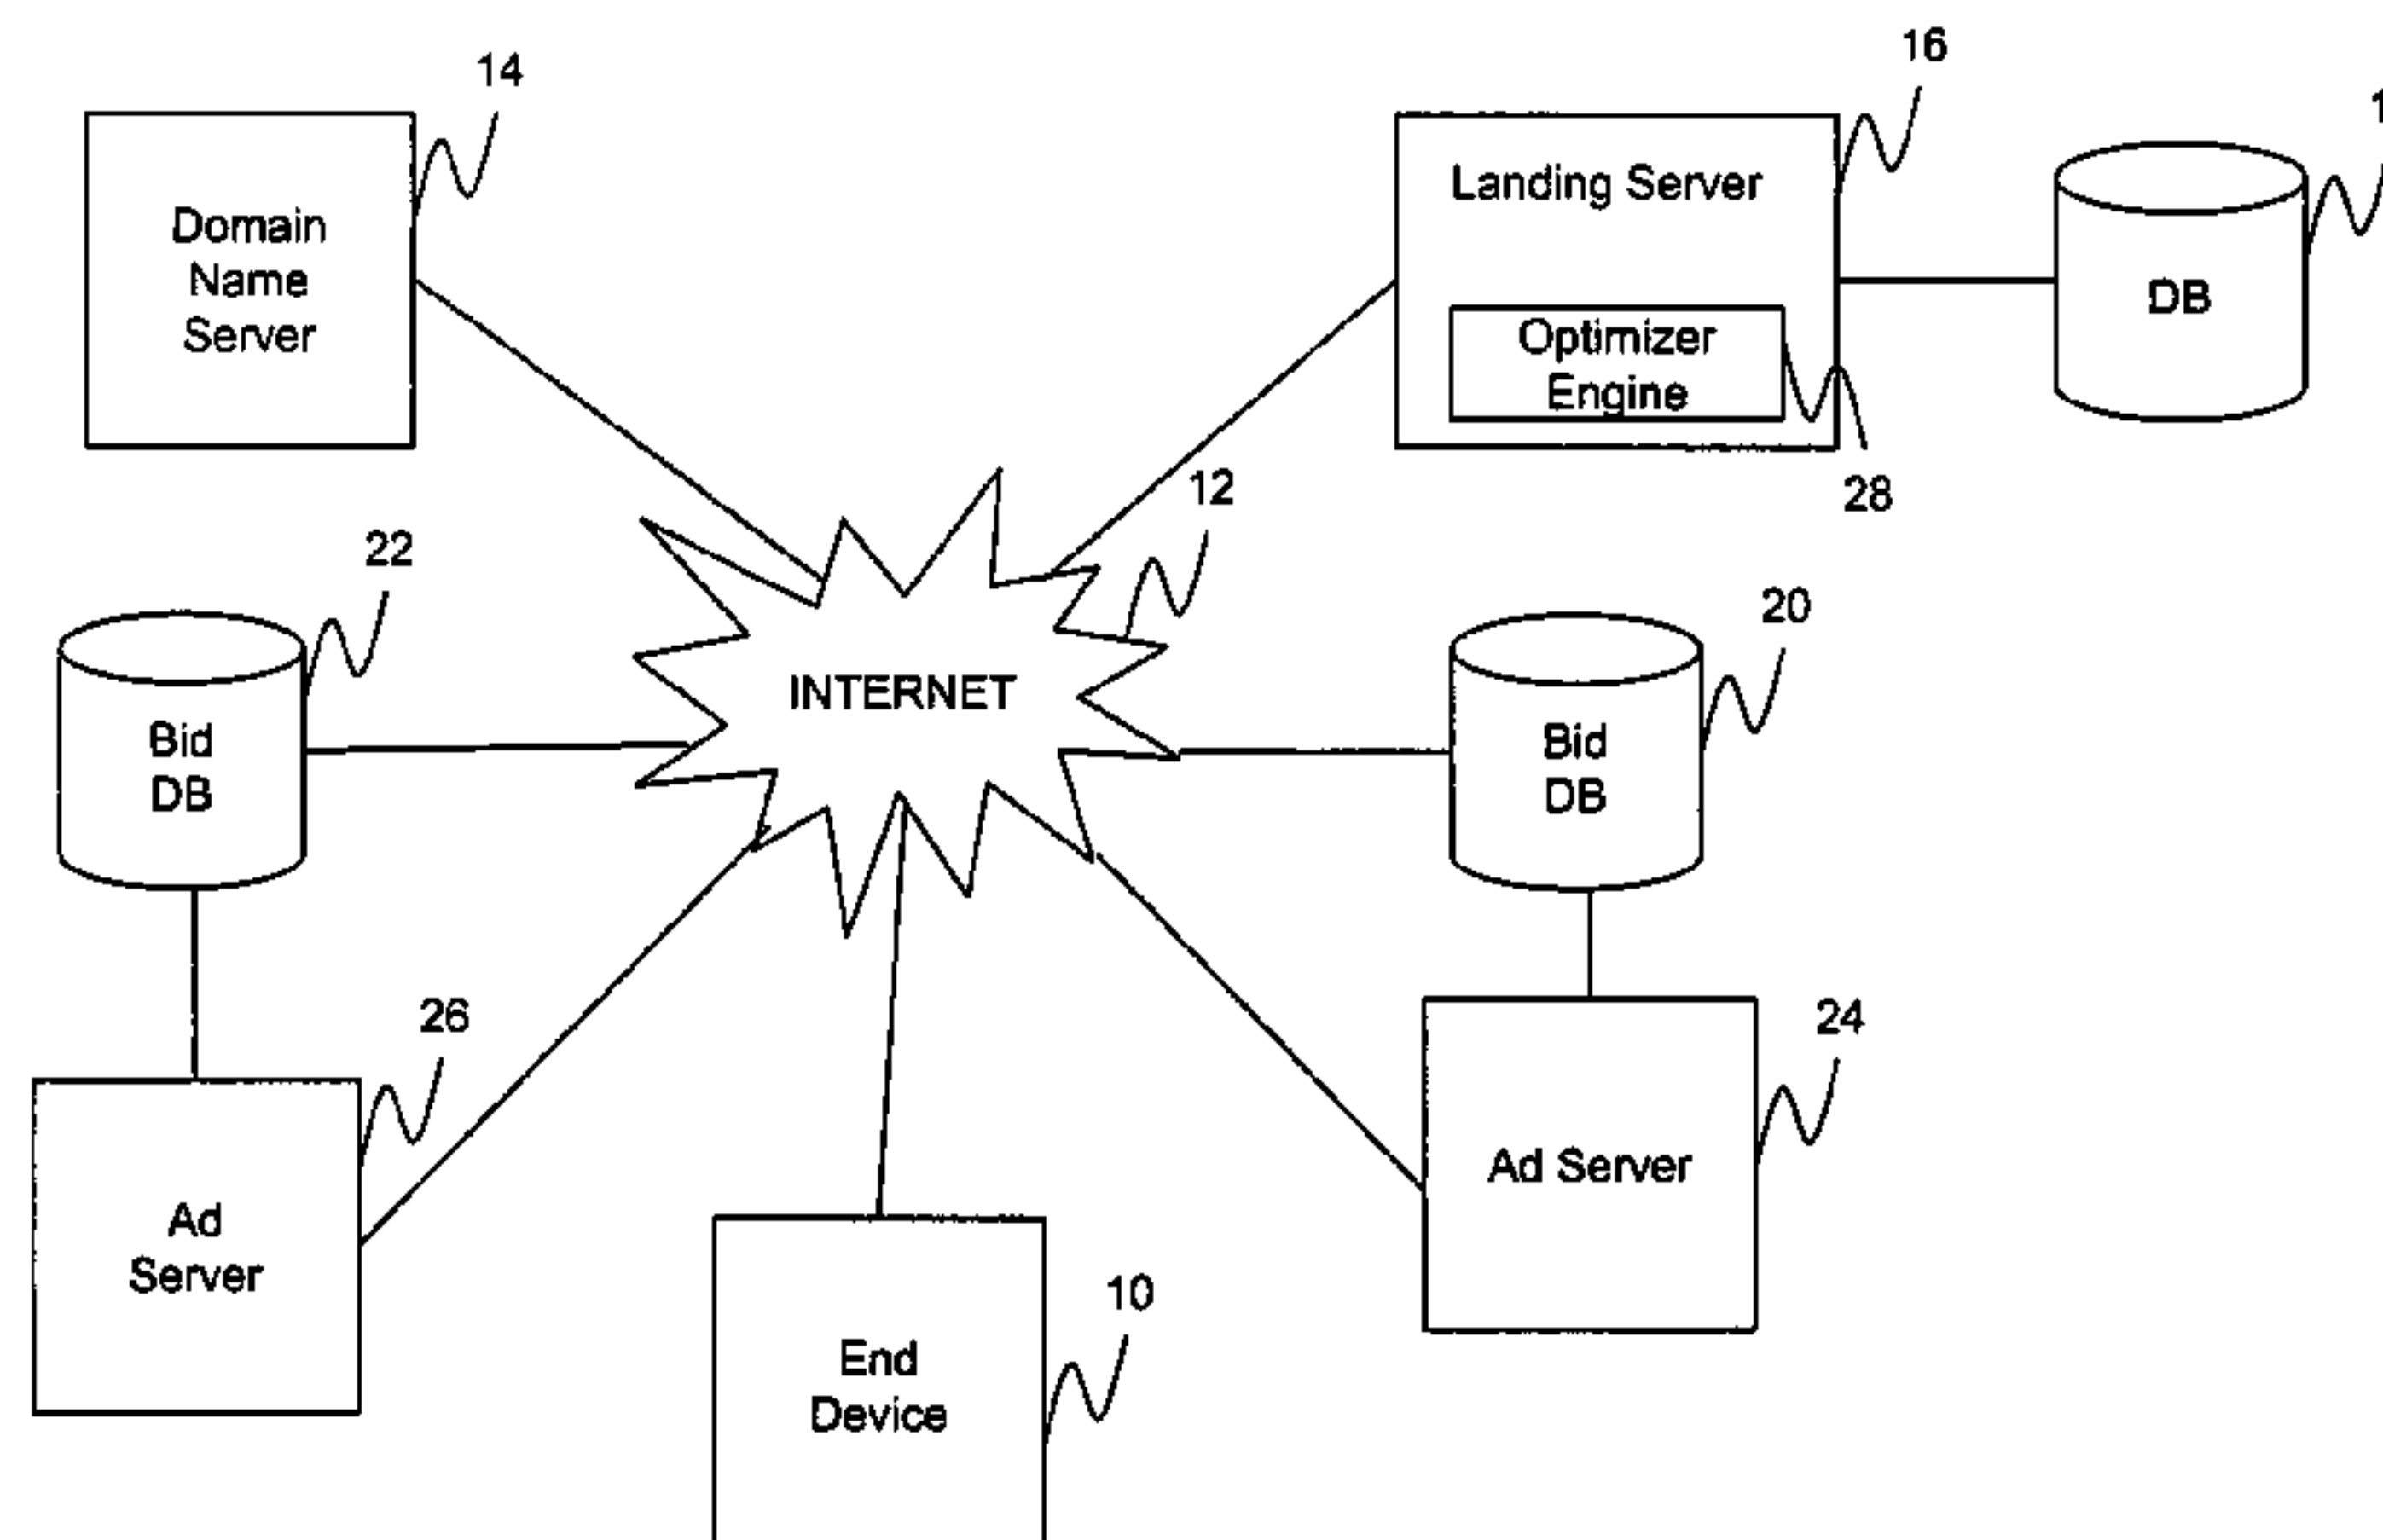 14
16
Domain
Name
Server
Landing Server
Optimizer
Engine
DB
28
12
22
20
INTERNET
Bid
DB
Bid
DB
26
24
Ad
Server
Ad Server
10
End
Device